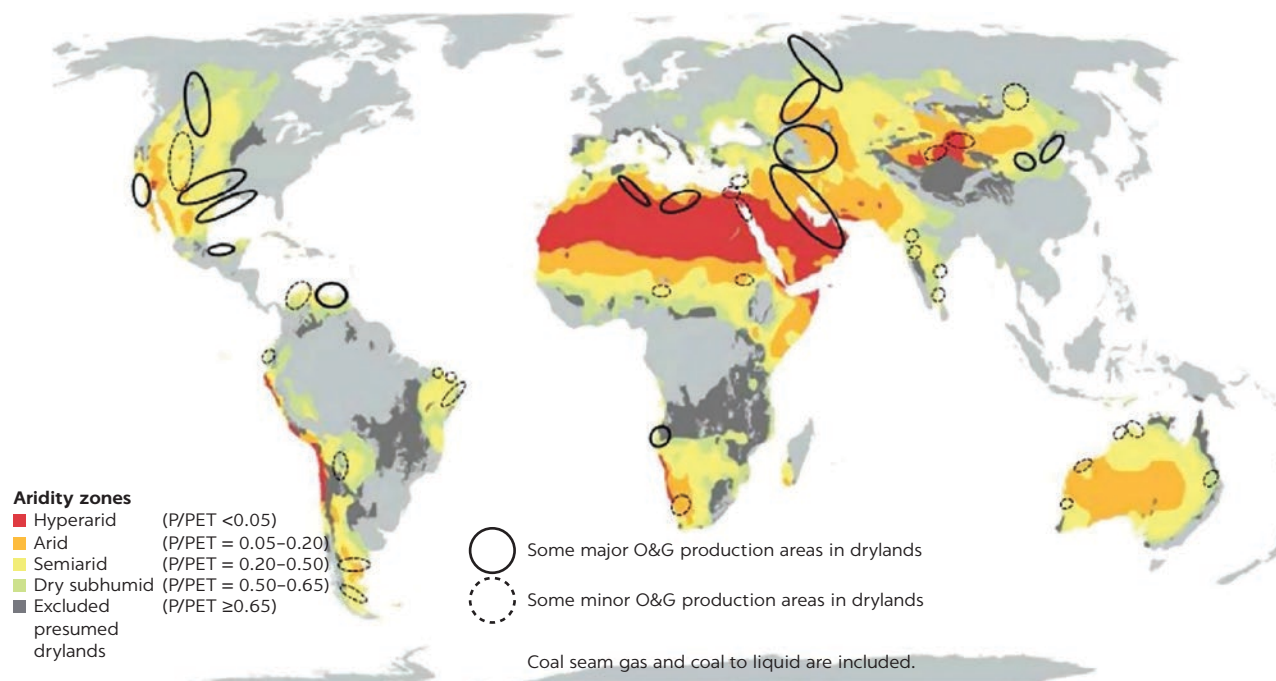 Aridity zones
Hyperarid (P/PET <0.05)
Arid (P/PET = 0.05–0.20)
Semiarid (P/PET = 0.20–0.50)
Dry subhumid (P/PET = 0.50–0.65)
Excluded (P/PET ≥0.65)
presumed
drylands
Some major O&G production areas in drylands
Some minor O&G production areas in drylands
Coal seam gas and coal to liquid are included.